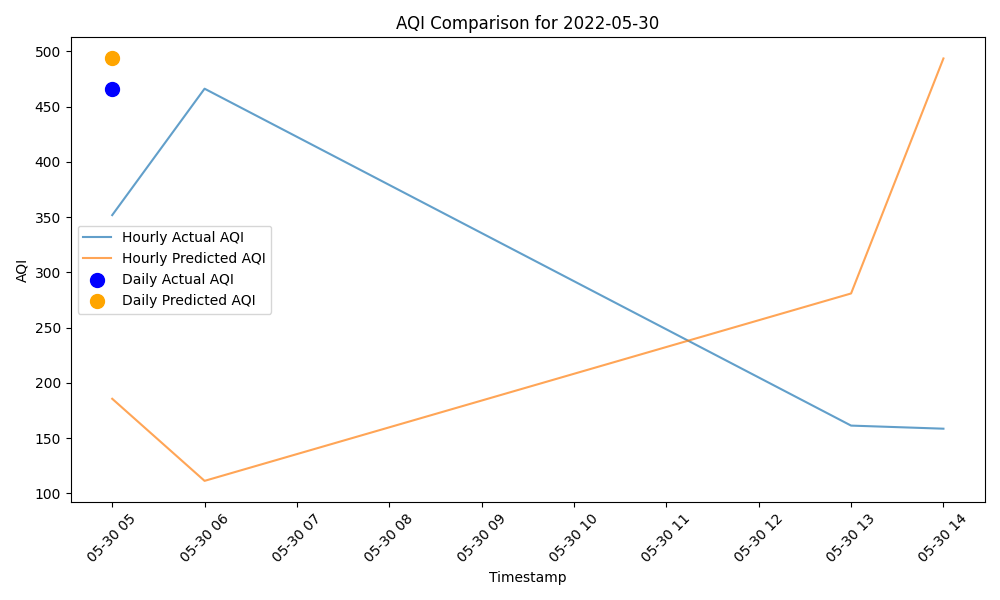 AQI Comparison for 2022-05-30
AQI
500
450
400
350
300
250
200
150
100
Hourly Actual AQI
Hourly Predicted AQI
Daily Actual AQI
Daily Predicted AQI
05-30 05
05-30 06
05-30 07
05-30 08
05-30 09
05-30 10
05-30 11
05-30 12
05-30 13
05-30 14
Timestamp